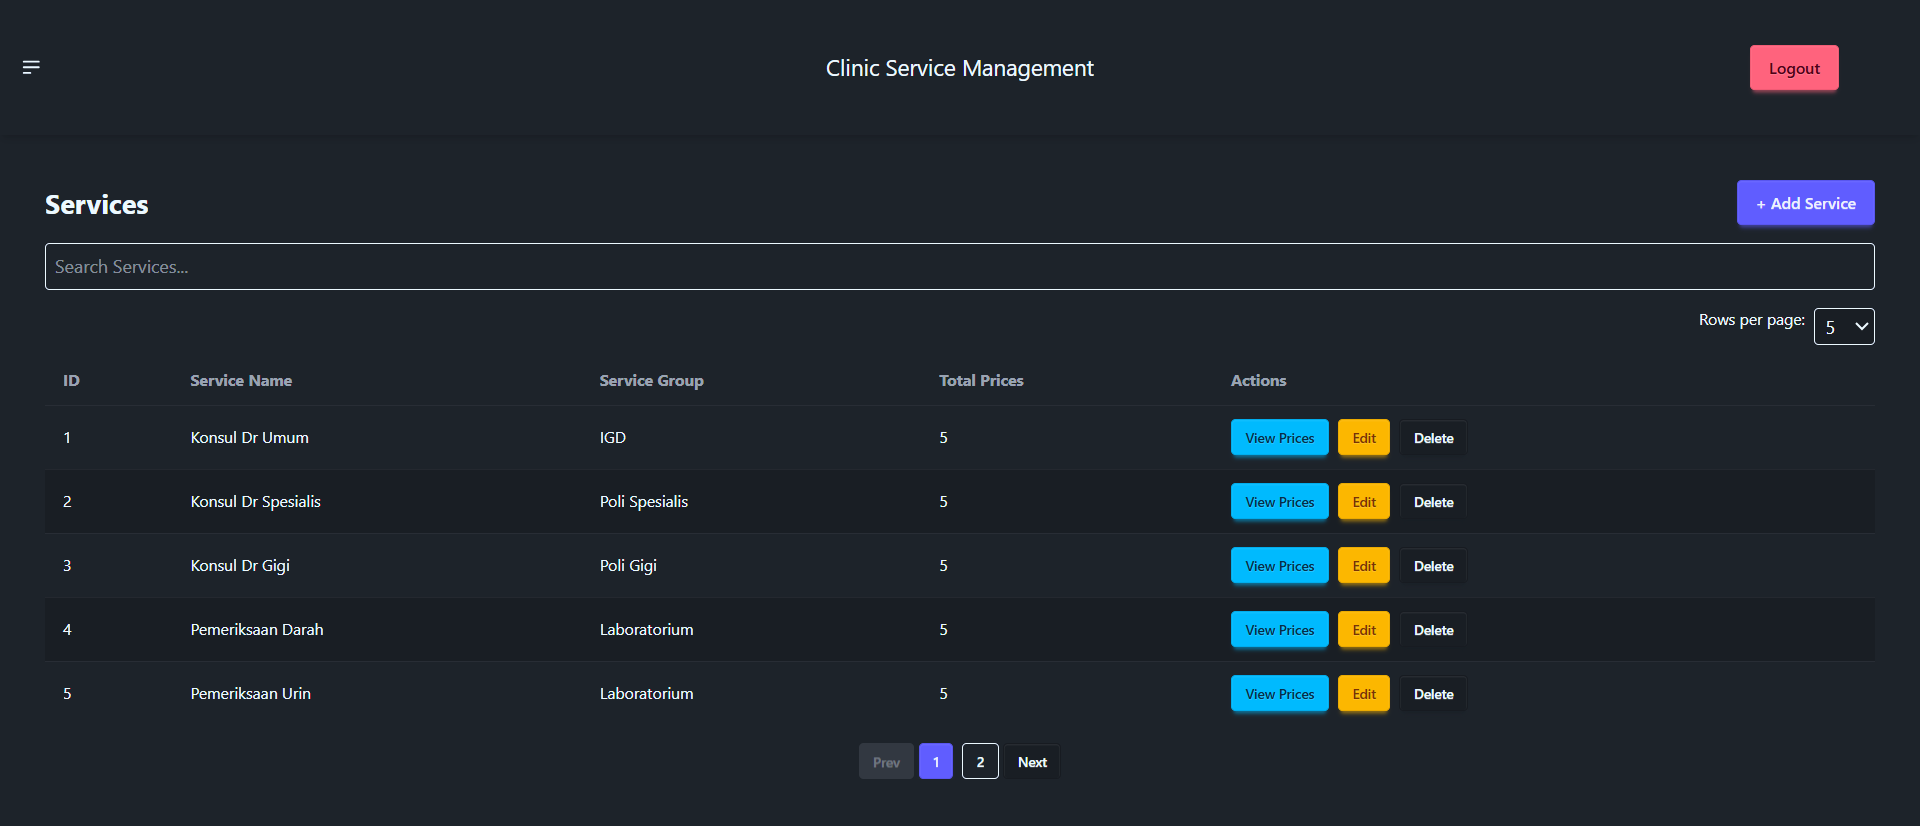 Clinic Service Management
Logout
Services
+ Add Service
Search Services...
Rows per page: 5
ID Service Name Service Group Total Prices Actions
1 Konsul Dr Umum IGD 5 View Prices Edit Delete
2 Konsul Dr Spesialis Poli Spesialis 5 View Prices Edit Delete
3 Konsul Dr Gigi Poli Gigi 5 View Prices Edit Delete
4 Pemeriksaan Darah Laboratorium 5 View Prices Edit Delete
5 Pemeriksaan Urin Laboratorium 5 View Prices Edit Delete
Prev 1 2 Next